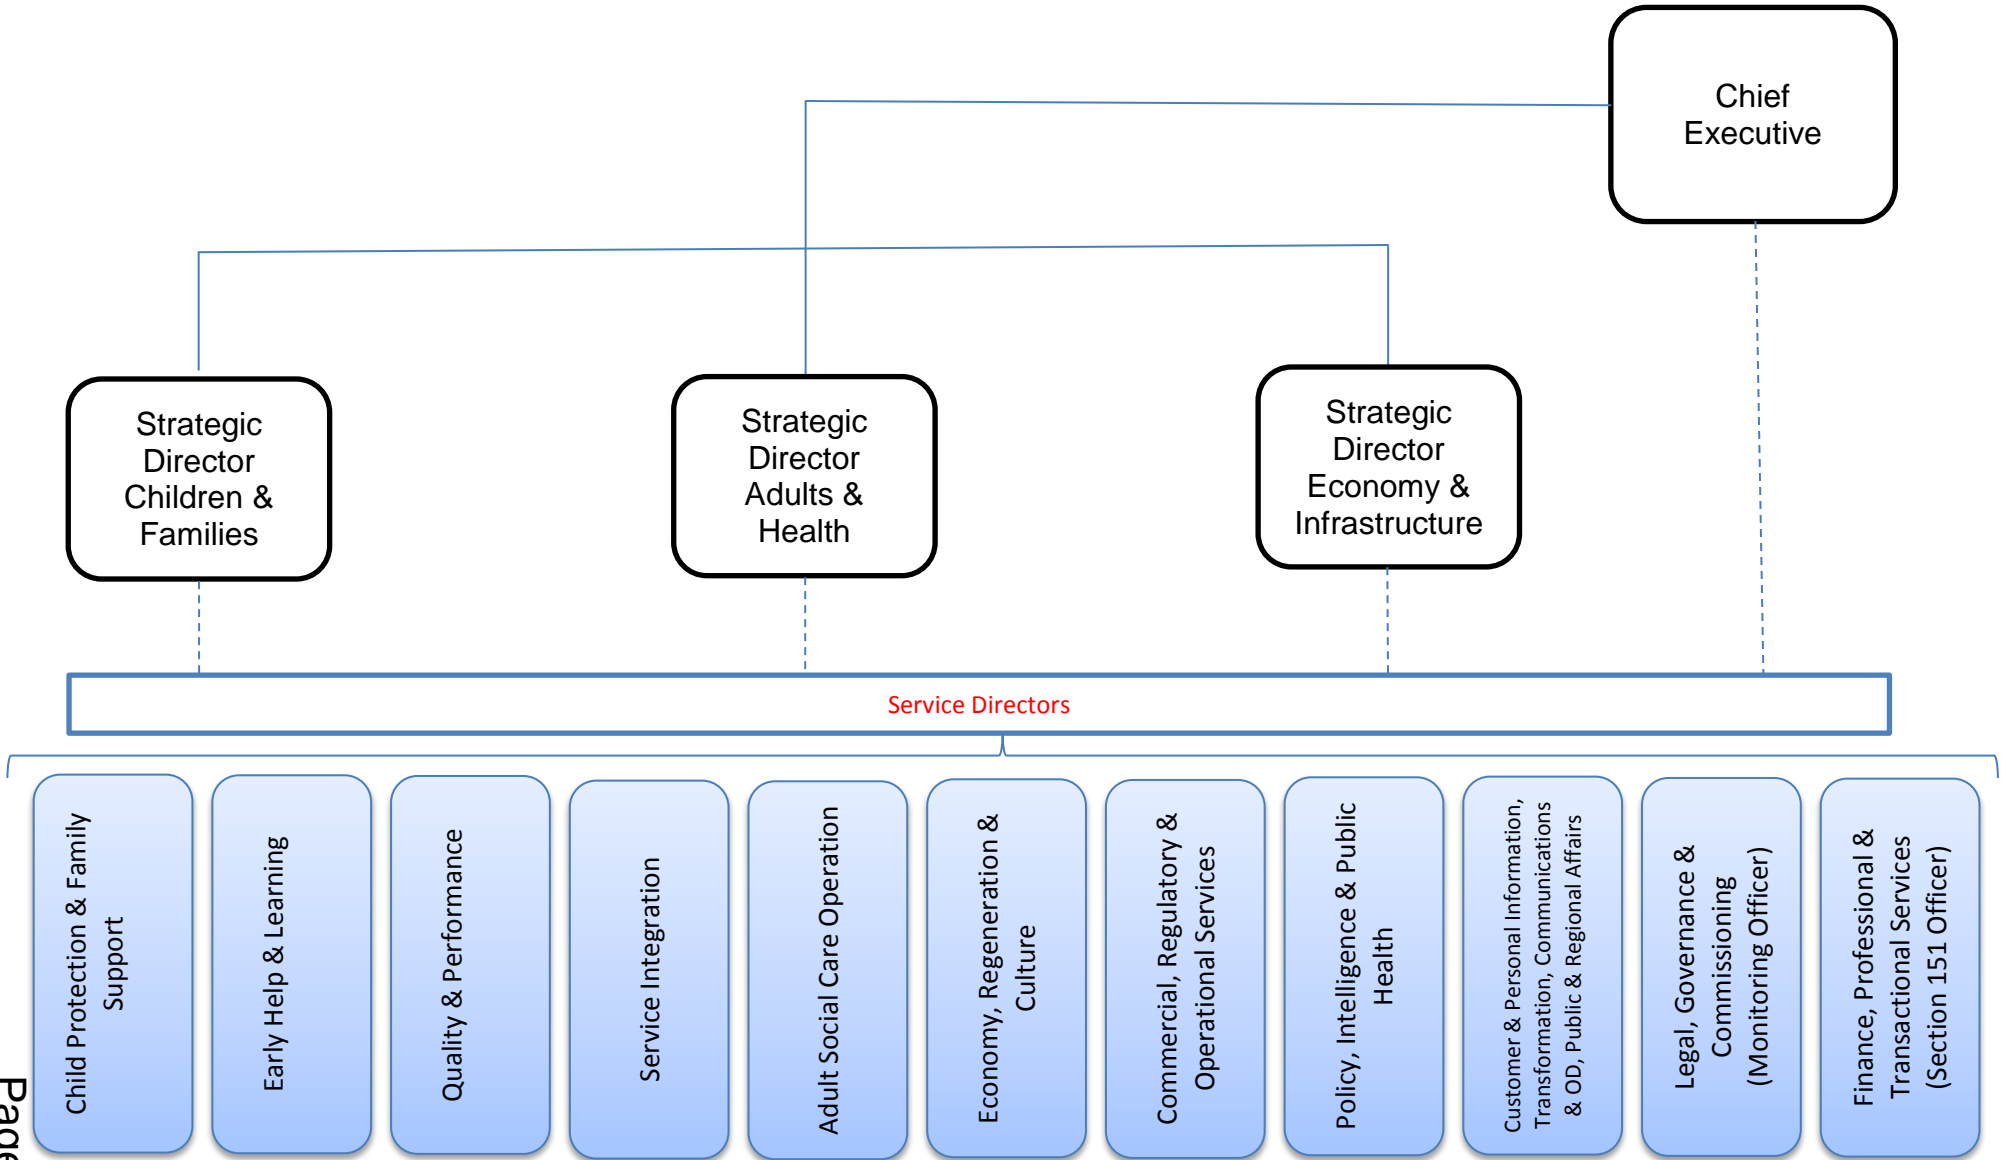 Chief
Executive
Strategic
Director
Children &
Families
Strategic
Director
Adults &
Health
Strategic
Director
Economy &
Infrastructure
Service Directors
Child Protection & Family
Support
Early Help & Learning
Quality & Performance
Service Integration
Adult Social Care Operation
Economy, Regeneration &
Culture
Commercial, Regulatory &
Operational Services
Policy, Intelligence & Public
Health
Customer & Personal Information,
Transformation, Communications
& OD, Public & Regional Affairs
Legal, Governance &
Commissioning
(Monitoring Officer)
Finance, Professional &
Transactional Services
(Section 151 Officer)
Page